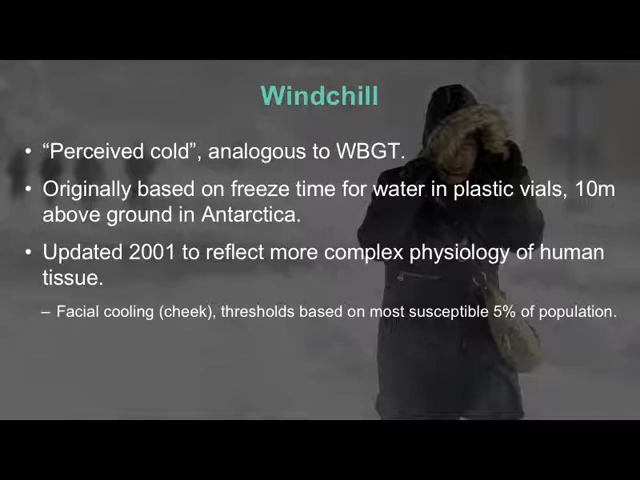 Windchill
• “Perceived cold”, analogous to WBGT.
• Originally based on freeze time for water in plastic vials, 10m
above ground in Antarctica.
• Updated 2001 to reflect more complex physiology of human
tissue.
– Facial cooling (cheek), thresholds based on most susceptible 5% of population.